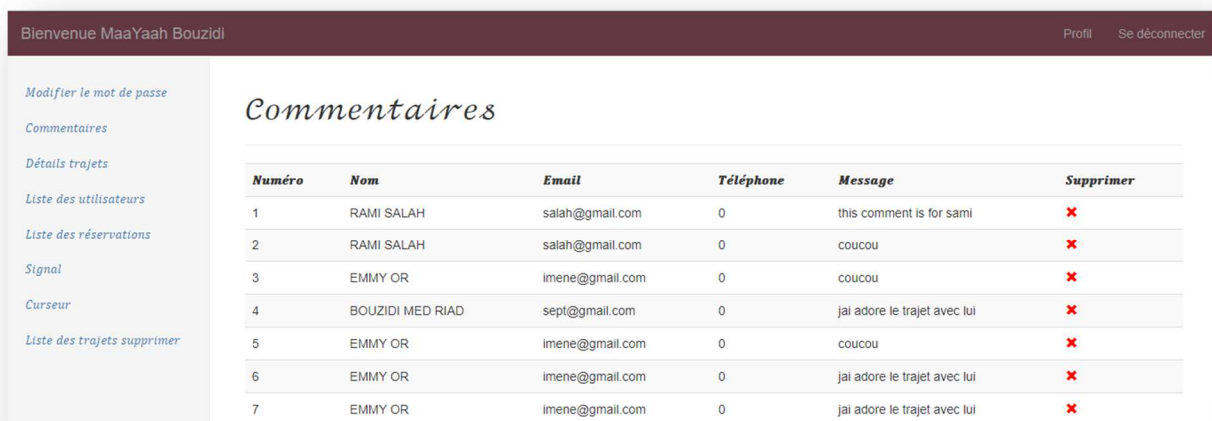 Bienvenue MaaYaah Bouzidi Profil Se déconnecter
Modifier le mot de passe
Commentaires
Détails trajets
Liste des utilisateurs
Liste des réservations
Signal
Curseur
Liste des trajets supprimer
Commentaires
Numéro Nom Email Téléphone Message Supprimer
1 RAMI SALAH salah@gmail.com 0 this comment is for sami
2 RAMI SALAH salah@gmail.com 0 coucou
3 EMMY OR imene@gmail.com 0 coucou
4 BOUZIDI MED RIAD sept@gmail.com 0 jai adore le trajet avec lui
5 EMMY OR imene@gmail.com 0 coucou
6 EMMY OR imene@gmail.com 0 jai adore le trajet avec lui
7 EMMY OR imene@gmail.com 0 jai adore le trajet avec lui